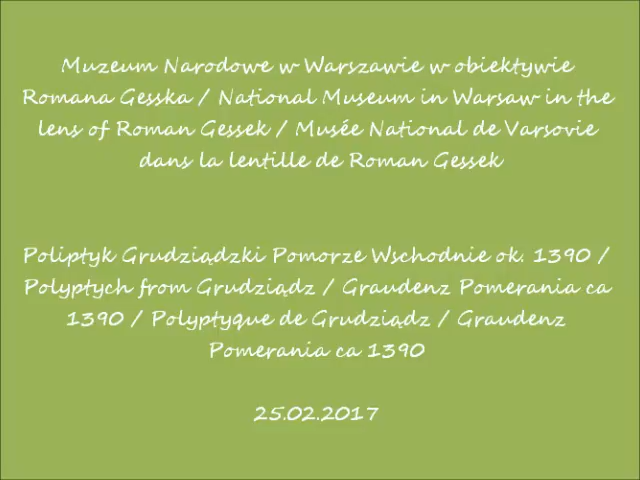 Muzeum Narodowe w Warszawie w obiektywie
Romana Gesska / National Museum in Warsaw in the
lens of Roman Gessek / Musée National de Varsovie
dans la lentille de Roman Gessek
Poliptyk Grudziądzki Pomorze Wschodnie ok. 1390 /
Polyptych from Grudziądz / Graudenz Pomerania ca
1390 / Polyptyque de Grudziądz / Graudenz
Pomerania ca 1390
25.02.2017